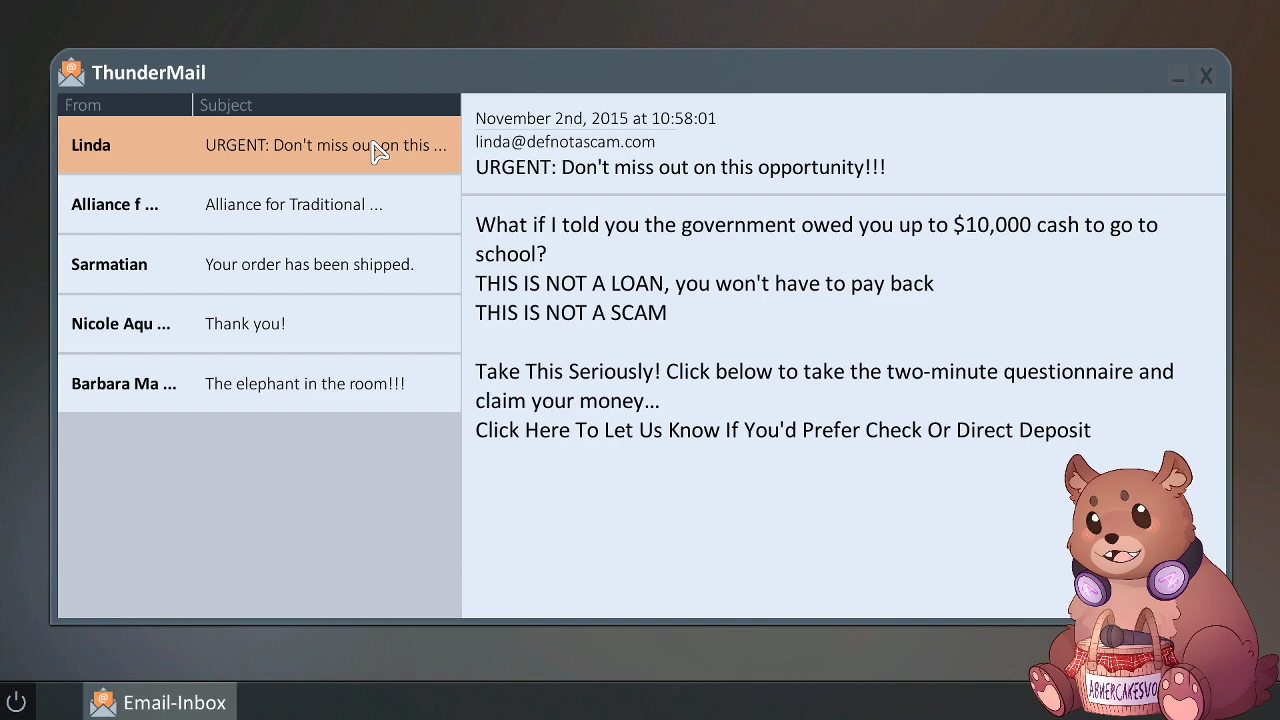 ThunderMail
From Subject
Linda URGENT: Don't miss out on this ...
Alliance f ... Alliance for Traditional ...
Sarmatian Your order has been shipped.
Nicole Aqu ... Thank you!
Barbara Ma ... The elephant in the room!!!
November 2nd, 2015 at 10:58:01
linda@defnotascam.com
URGENT: Don't miss out on this opportunity!!!
What if I told you the government owed you up to $10,000 cash to go to
school?
THIS IS NOT A LOAN, you won't have to pay back
THIS IS NOT A SCAM
Take This Seriously! Click below to take the two-minute questionnaire and
claim your money...
Click Here To Let Us Know If You'd Prefer Check Or Direct Deposit
ABHERCAKESVO
Email-Inbox